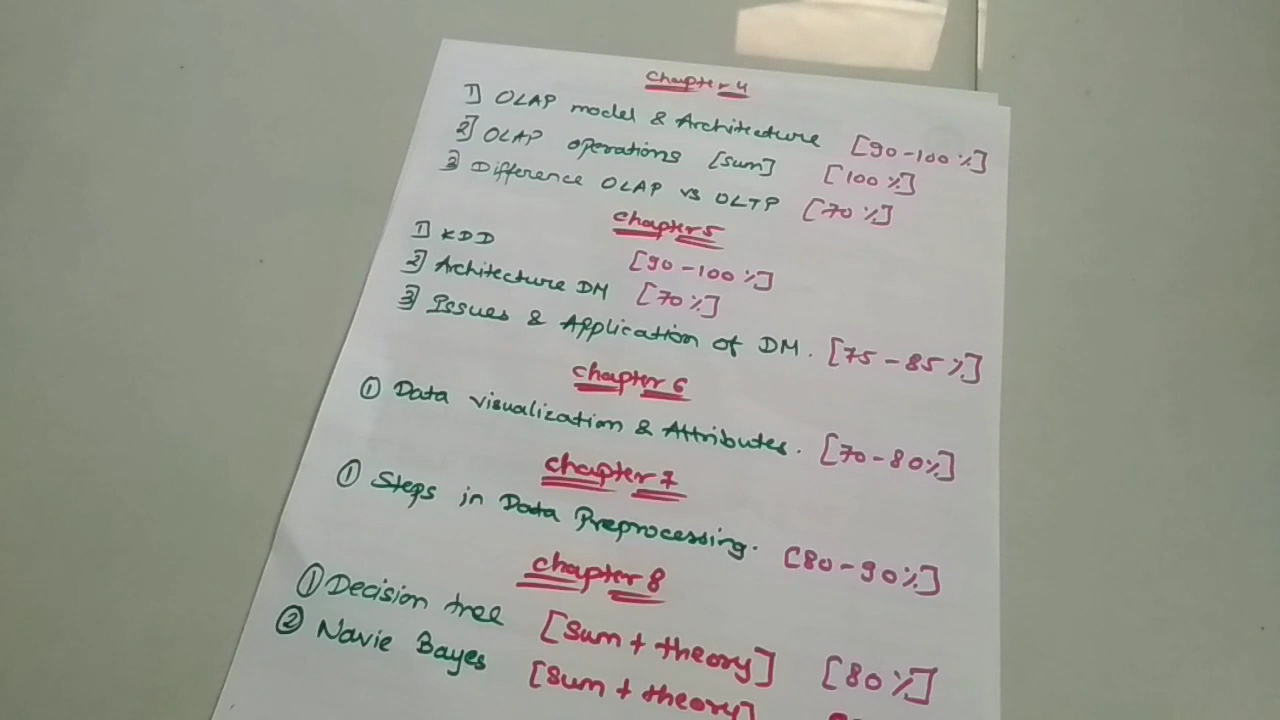 Chapter 4
1] OLAP model & Architecture [90-100%]
2] OLAP operations [sum] [100%]
3] Difference OLAP vs OLTP [70%]
Chapter 5
1] KDD [90-100%]
2] Architecture DM [70%]
3] Issues & Application of DM. [75-85%]
Chapter 6
① Data visualization & Attributes. [70-80%]
Chapter 7
① Steps in Data Preprocessing. [80-90%]
Chapter 8
① Decision tree [sum + theory] [80%]
② Navie Bayes [sum + theory]